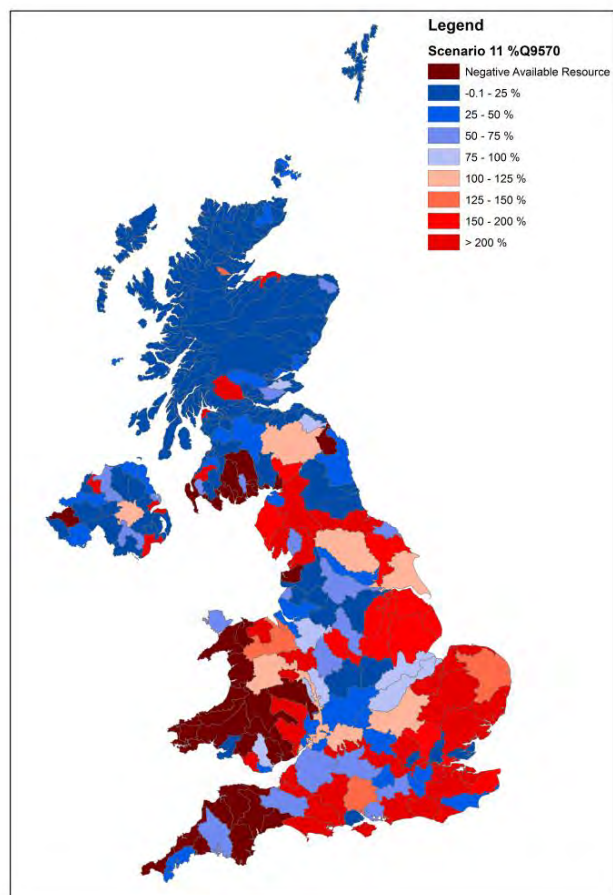 Legend
Scenario 11 %Q9570
Negative Available Resource
-0.1 - 25 %
25 - 50 %
50 - 75 %
75 - 100 %
100 - 125 %
125 - 150 %
150 - 200 %
> 200 %